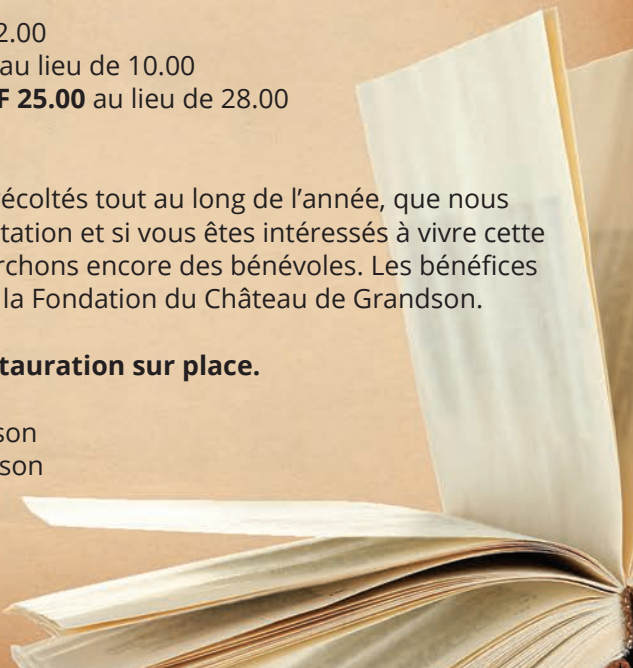 2.00
au lieu de 10.00
F 25.00 au lieu de 28.00
écoltés tout au long de l’année, que nous
tation et si vous êtes intéressés à vivre cette
rchons encore des bénévoles. Les bénéfices
la Fondation du Château de Grandson.
tauration sur place.
son
son